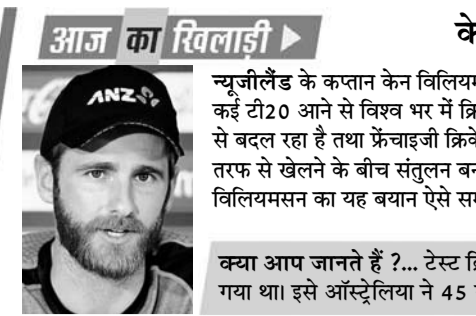 आज का खिलाड़ी
के
ANZ
न्यूजीलैंड के कप्तान केन विलियम
कई टी20 आने से विश्व भर में क्रि
से बदल रहा है तथा फ्रेंचाइजी क्रिके
तरफ से खेलने के बीच संतुलन बन
विलियमसन का यह बयान ऐसे सम
क्या आप जानते हैं ?... टेस्ट क्रि
गया था। इसे ऑस्ट्रेलिया ने 45